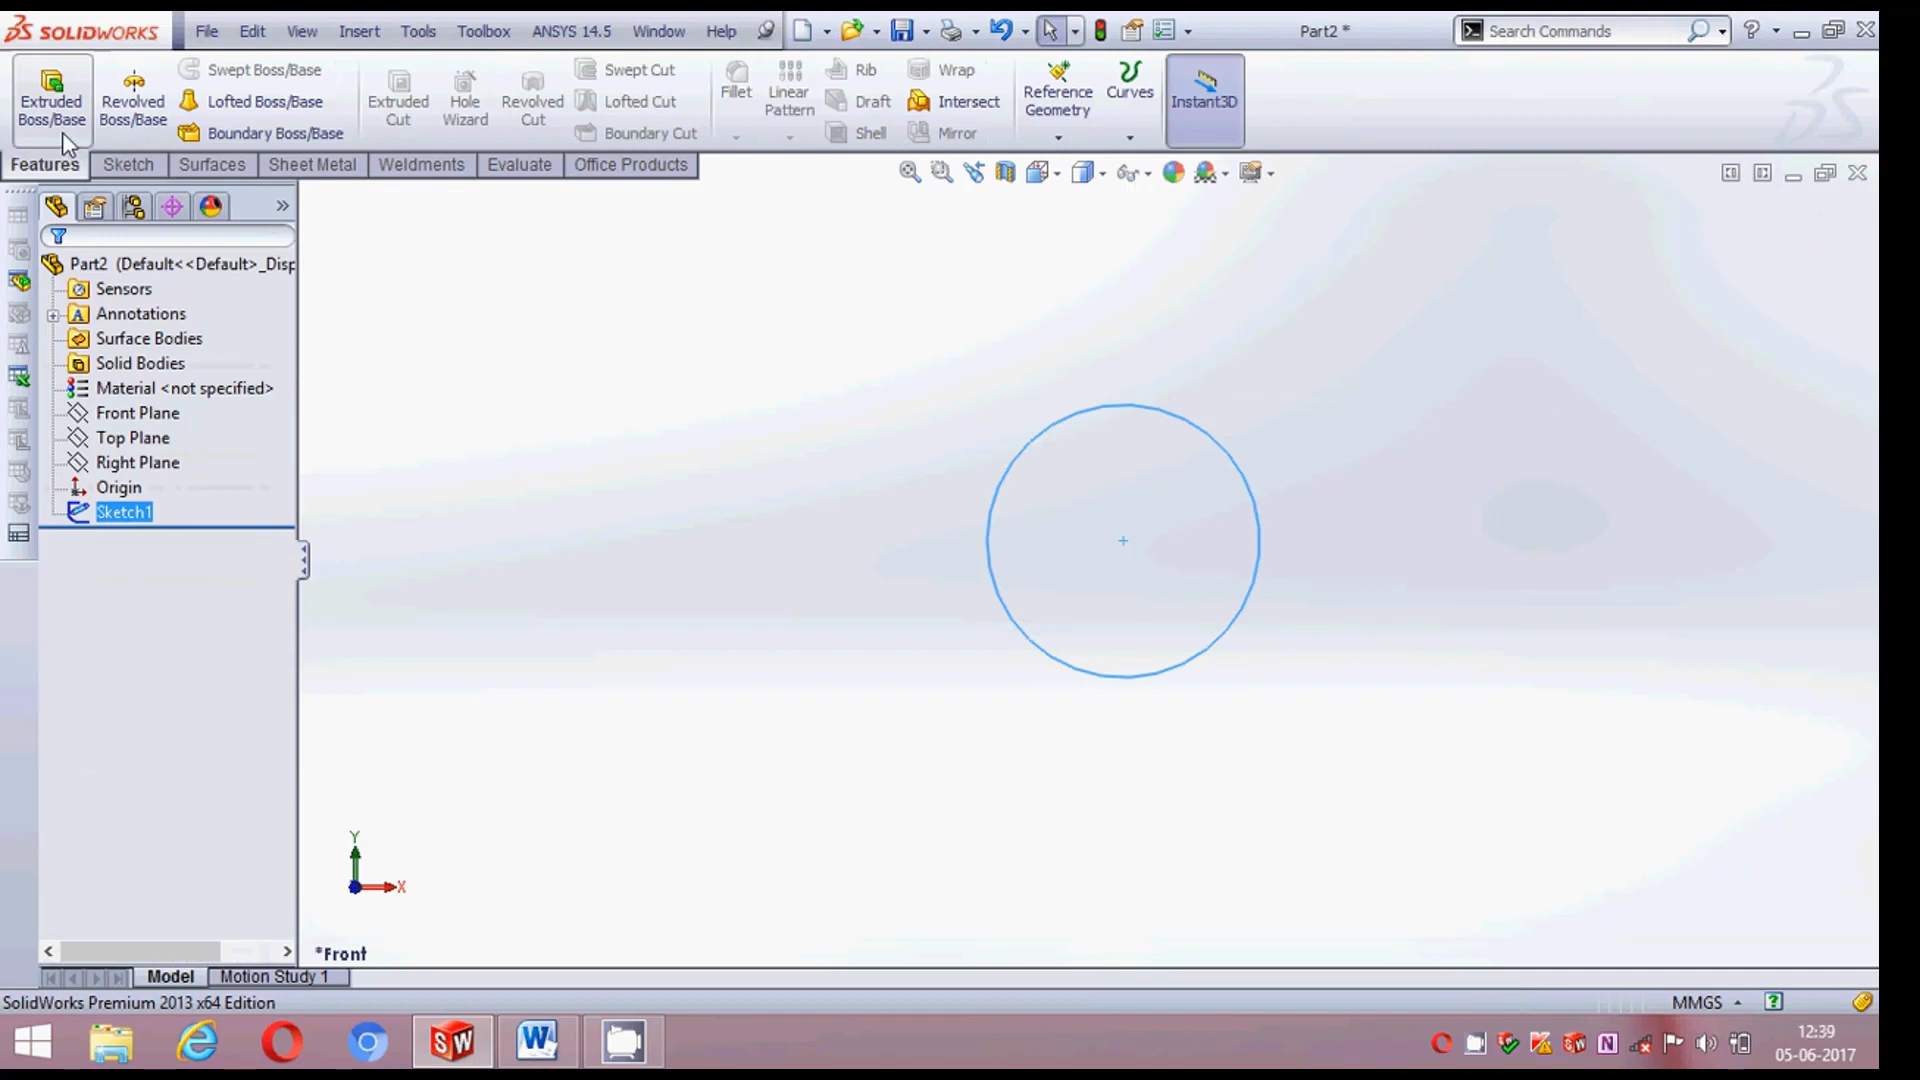 SOLIDWORKS File Edit View Insert Tools Toolbox ANSYS 14.5 Window Help Part2 * Search Commands
Extruded Boss/Base
Revolved Boss/Base
Swept Boss/Base
Lofted Boss/Base
Boundary Boss/Base
Extruded Cut
Hole Wizard
Revolved Cut
Swept Cut
Lofted Cut
Boundary Cut
Fillet
Linear Pattern
Rib
Draft
Shell
Wrap
Intersect
Mirror
Reference Geometry
Curves
Instant3D
Features Sketch Surfaces Sheet Metal Weldments Evaluate Office Products
Part2 (Default<<Default>_Disp
Sensors
Annotations
Surface Bodies
Solid Bodies
Material <not specified>
Front Plane
Top Plane
Right Plane
Origin
Sketch1
Y
X
*Front
Model Motion Study 1
SolidWorks Premium 2013 x64 Edition MMGS
12:39
05-06-2017